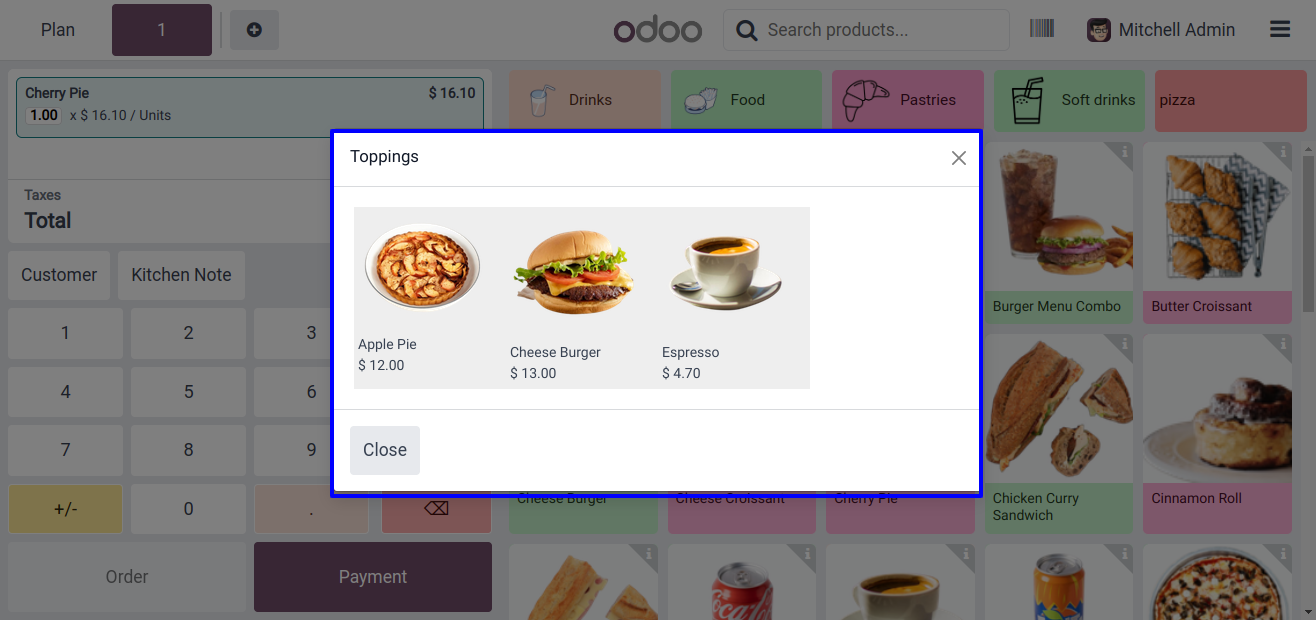 Plan
1
odoo
Search products...
Mitchell Admin
Cherry Pie
$ 16.10
1.00 x $ 16.10 / Units
Taxes
Total
Customer
Kitchen Note
1
2
3
4
5
6
7
8
9
+/-
0
.
Order
Payment
Drinks
Food
Pastries
Soft drinks
pizza
Toppings
Apple Pie
$ 12.00
Cheese Burger
$ 13.00
Espresso
$ 4.70
Close
Burger Menu Combo
Butter Croissant
Cheese Burger
Cheese Croissant
Cherry Pie
Chicken Curry
Sandwich
Cinnamon Roll